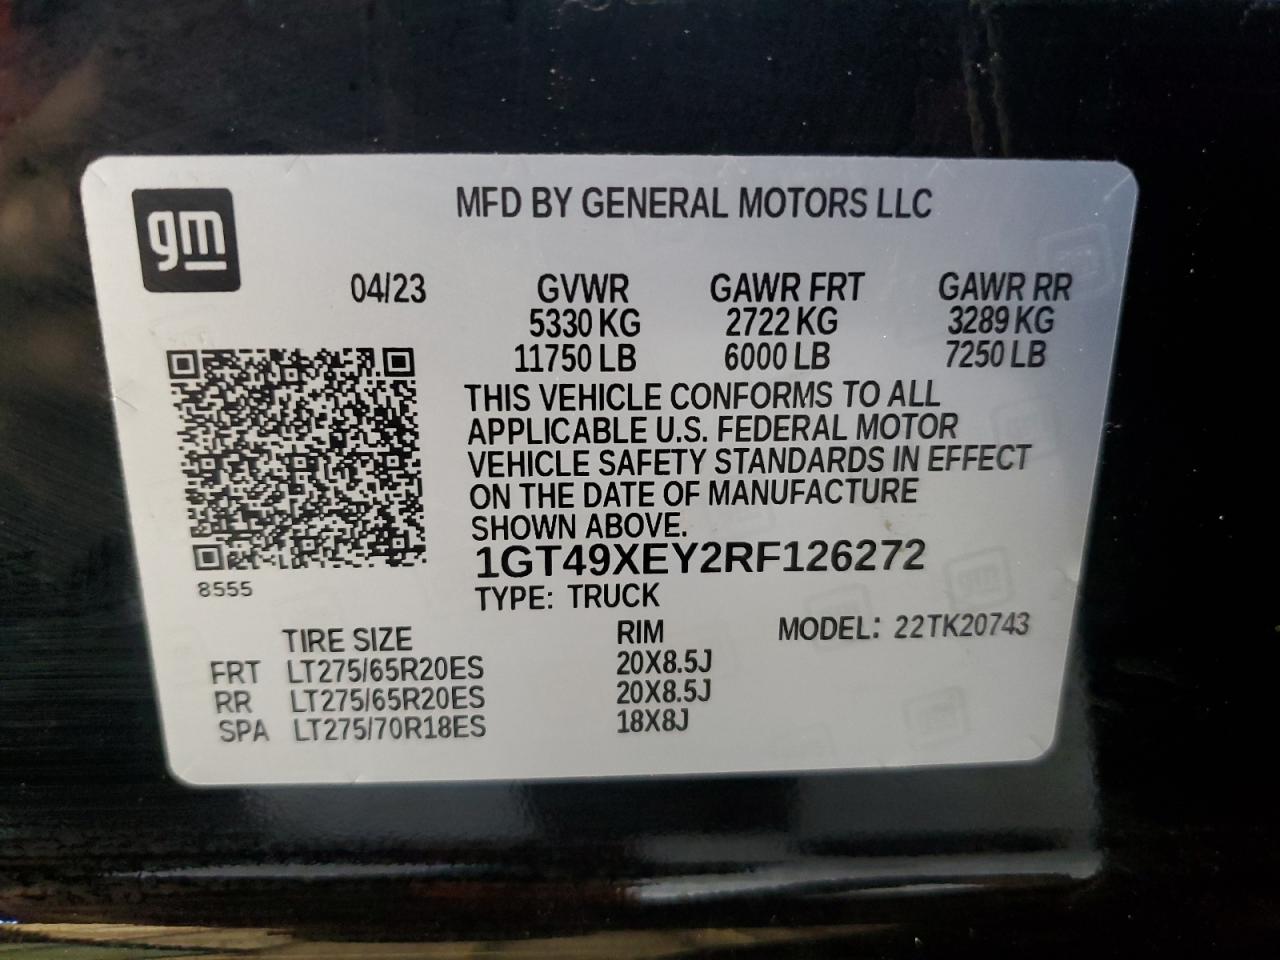 gm
MFD BY GENERAL MOTORS LLC
04/23 GVWR GAWR FRT GAWR RR
5330 KG 2722 KG 3289 KG
11750 LB 6000 LB 7250 LB
THIS VEHICLE CONFORMS TO ALL
APPLICABLE U.S. FEDERAL MOTOR
VEHICLE SAFETY STANDARDS IN EFFECT
ON THE DATE OF MANUFACTURE
SHOWN ABOVE.
1GT49XEY2RF126272
8555
TYPE: TRUCK
TIRE SIZE RIM MODEL: 22TK20743
FRT LT275/65R20ES 20X8.5J
RR LT275/65R20ES 20X8.5J
SPA LT275/70R18ES 18X8J